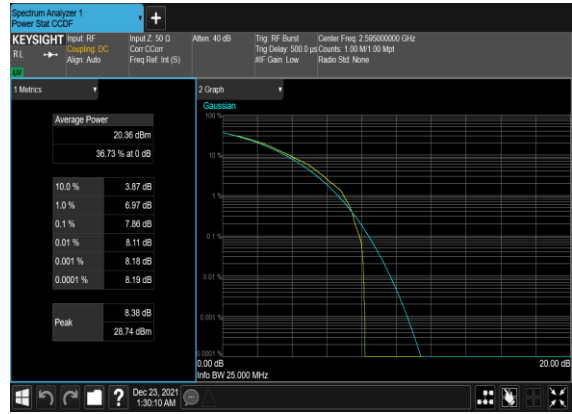 Spectrum Analyzer 1
Power Stat CCDF
+
KEYSIGHT Input: RF Input Z: 50 Ω Atten: 40 dB Trig: RF Burst Center Freq: 2.595000000 GHz
RL Coupling: DC Corr CCorr Trig Delay: 500.0 µs Counts: 1.00 M/1.00 Mpt
Align: Auto Freq Ref: Int (S) #IF Gain: Low Radio Std: None
1 Metrics
2 Graph
Gaussian
Average Power
20.36 dBm
36.73 % at 0 dB
10.0 % 3.87 dB
1.0 % 6.97 dB
0.1 % 7.86 dB
0.01 % 8.11 dB
0.001 % 8.18 dB
0.0001 % 8.19 dB
Peak 8.38 dB
28.74 dBm
100 %
10 %
1 %
0.1 %
0.01 %
0.001 %
0.0001 %
0.00 dB 20.00 dB
Info BW 25.000 MHz
? Dec 23, 2021
1:30:10 AM